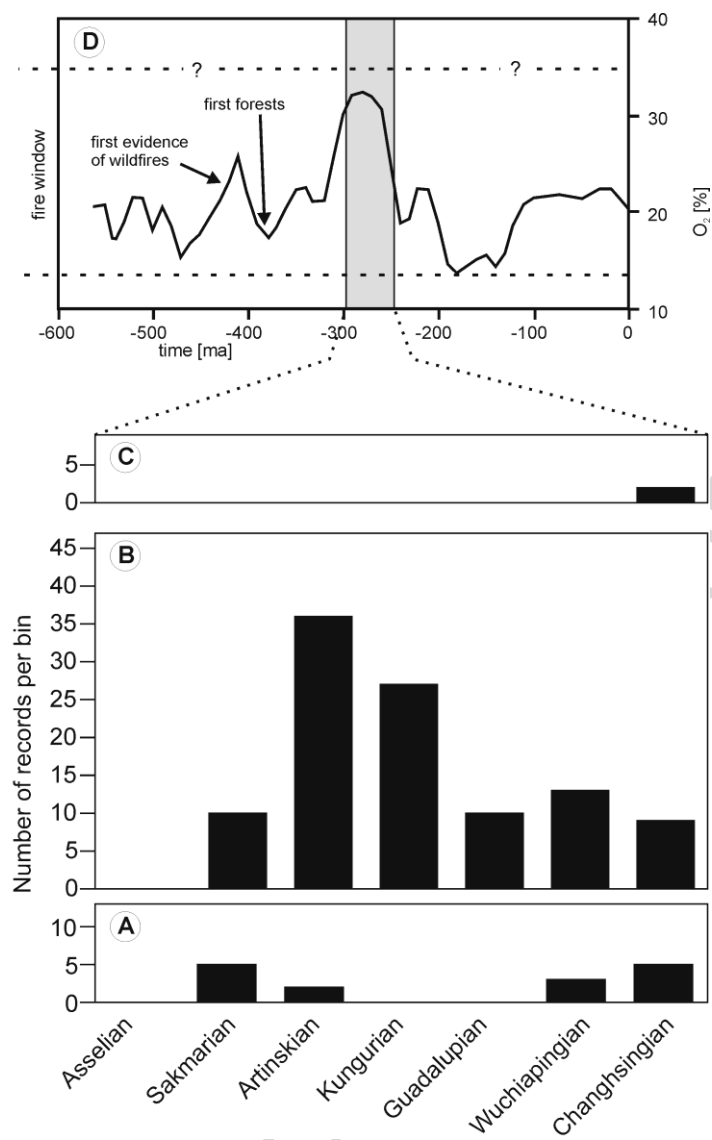 D
40
?
?
first forests
first evidence
of wildfires
30
fire window
20
O2 [%]
10
-600
-500
-400
-300
-200
-100
0
time [ma]
C
5
0
B
45
40
35
30
25
20
15
10
5
0
Number of records per bin
A
10
5
0
Asselian
Sakmarian
Artinskian
Kungurian
Guadalupian
Wuchiapingian
Changhsingian